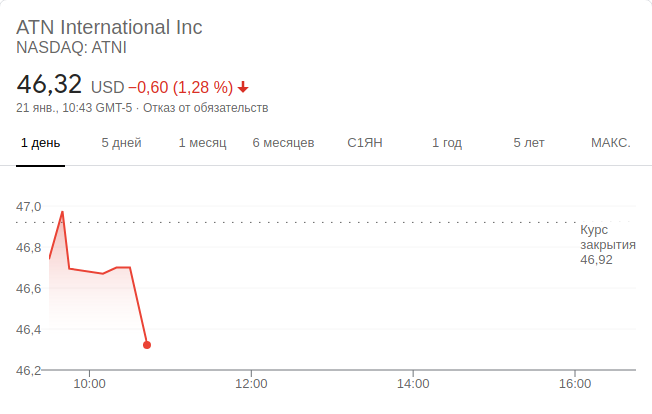 ATN International Inc
NASDAQ: ATNI
46,32 USD −0,60 (1,28 %)
21 янв., 10:43 GMT-5 · Отказ от обязательств
1 день 5 дней 1 месяц 6 месяцев С1ЯН 1 год 5 лет МАКС.
47,0
Курс
закрытия
46,92
46,8
46,6
46,4
46,2
10:00 12:00 14:00 16:00